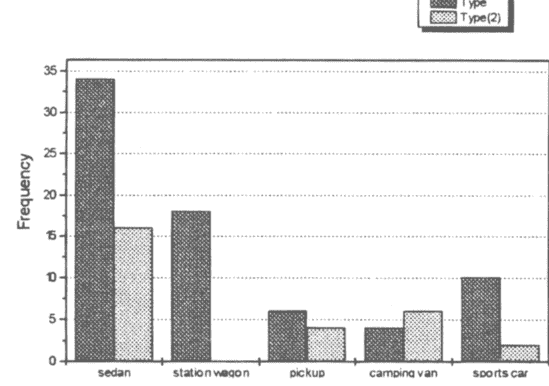 Type
Type(2)
Frequency
35
30
25
20
15
10
5
0
sedan
station wagon
pickup
camping van
sports car